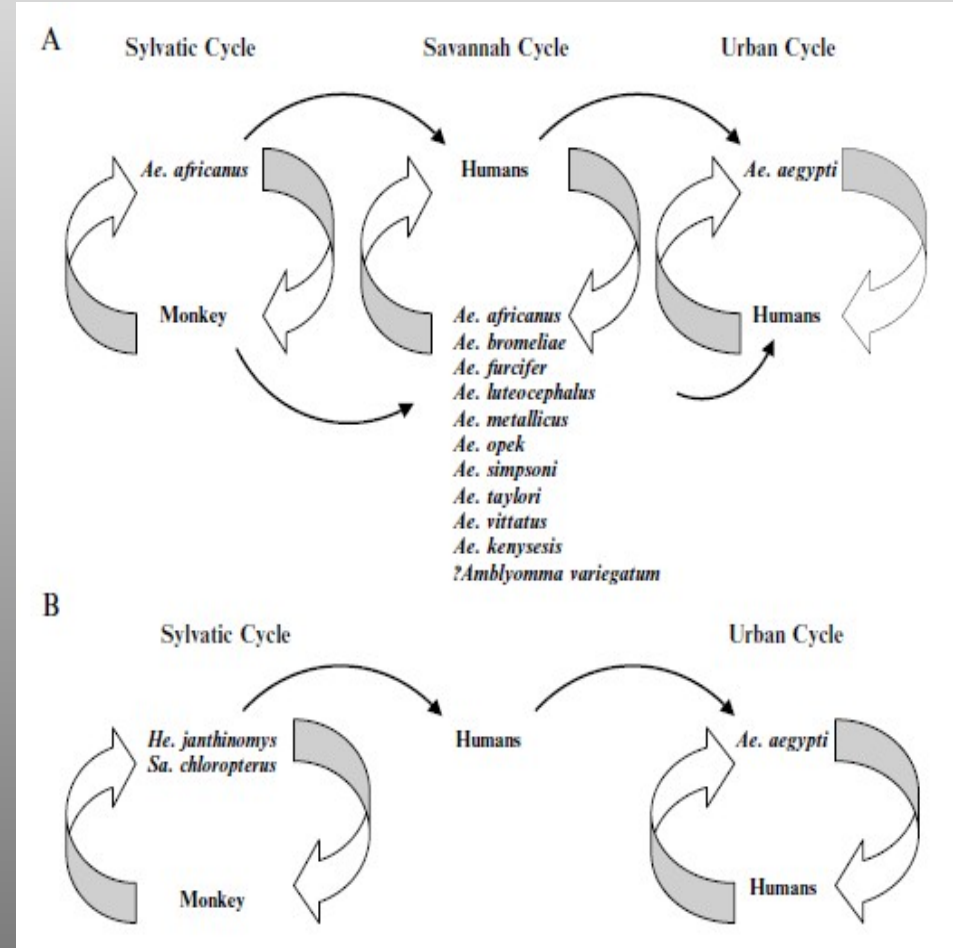 A
Sylvatic Cycle Savannah Cycle Urban Cycle
Ae. africanus Humans Ae. aegypti
Monkey Ae. africanus Humans
Ae. bromeliae
Ae. furcifer
Ae. luteocephalus
Ae. metallicus
Ae. opek
Ae. simpsoni
Ae. taylori
Ae. vittatus
Ae. kenysesis
?Amblyomma variegatum
B
Sylvatic Cycle Urban Cycle
He. janthinomys Humans Ae. aegypti
Sa. chloropterus
Monkey Humans